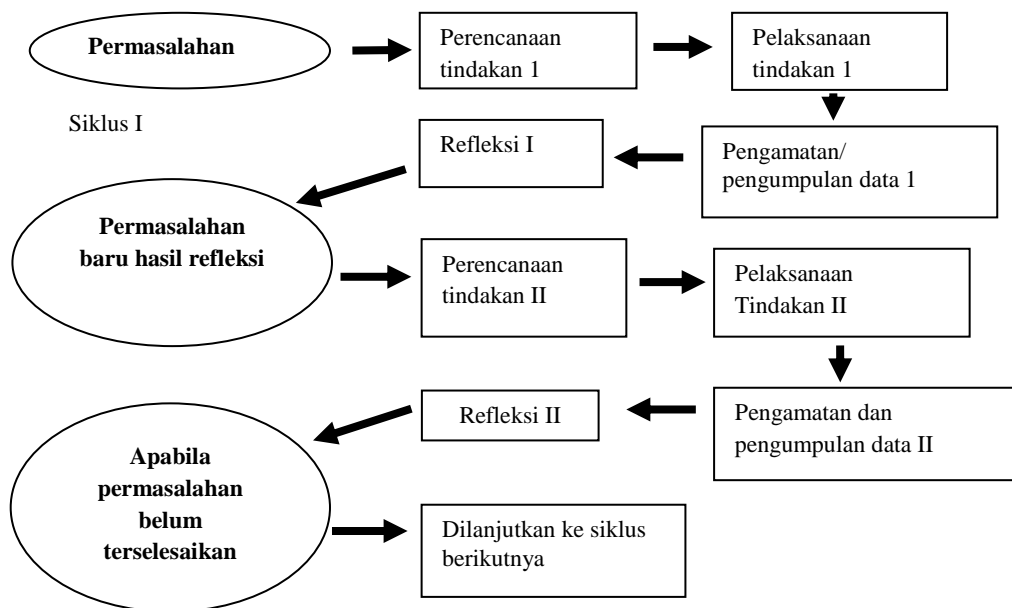 Permasalahan
Perencanaan
tindakan 1
Pelaksanaan
tindakan 1
Siklus I
Refleksi I
Pengamatan/
pengumpulan data 1
Permasalahan
baru hasil refleksi
Perencanaan
tindakan II
Pelaksanaan
Tindakan II
Refleksi II
Pengamatan dan
pengumpulan data II
Apabila
permasalahan
belum
terselesaikan
Dilanjutkan ke siklus
berikutnya